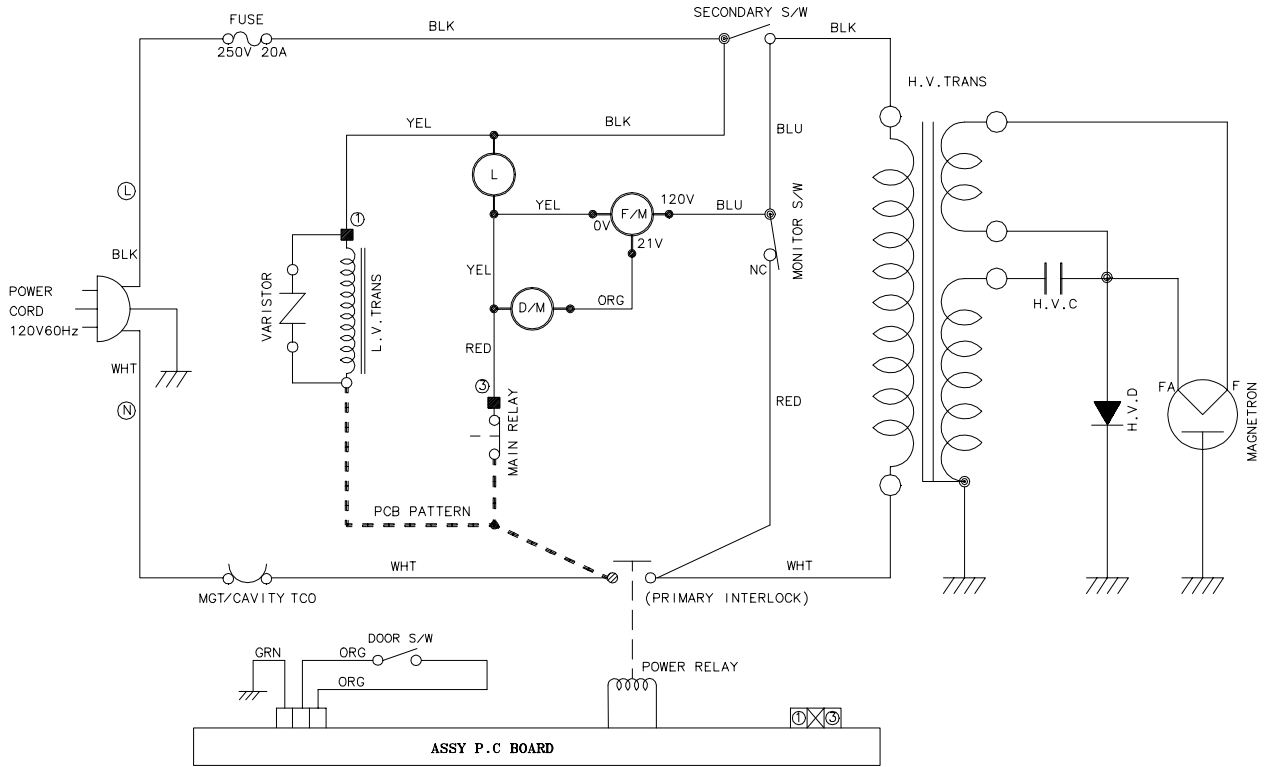 SECONDARY S/W
FUSE
BLK
BLK
250V 20A
H.V.TRANS
YEL
BLK
BLU
L
L
MONITOR S/W
YEL
0V
F/M
120V
BLU
1
21V
BLK
NC
YEL
VARISTOR
L.V.TRANS
D/M
ORG
POWER
CORD
120V60Hz
H.V.C
RED
WHT
3
FA
F
RED
N
MAIN RELAY
H.V.D
MAGNETRON
PCB PATTERN
WHT
WHT
MGT/CAVITY TCO
(PRIMARY INTERLOCK)
DOOR S/W
GRN
ORG
POWER RELAY
ORG
1 3
ASSY P.C BOARD